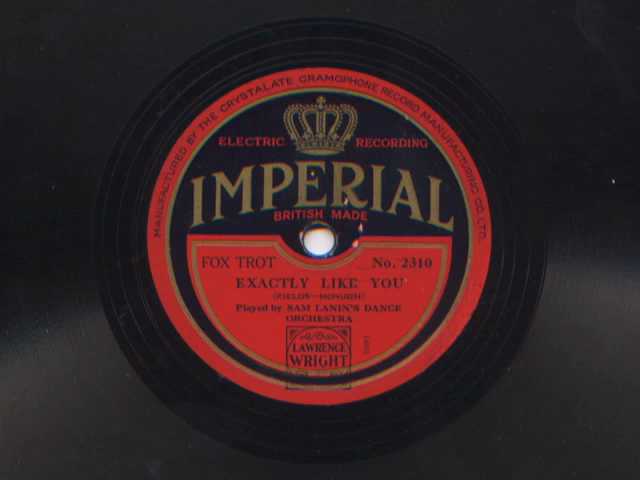 MANUFACTURED BY THE CRYSTALATE GRAMOPHONE RECORD MANUFACTURING CO. LTD.
ELECTRIC RECORDING
IMPERIAL
BRITISH MADE
FOX TROT No. 2310
EXACTLY LIKE YOU
(FIELDS—McHUGH)
Played by SAM LANIN'S DANCE
ORCHESTRA
LAWRENCE
WRIGHT